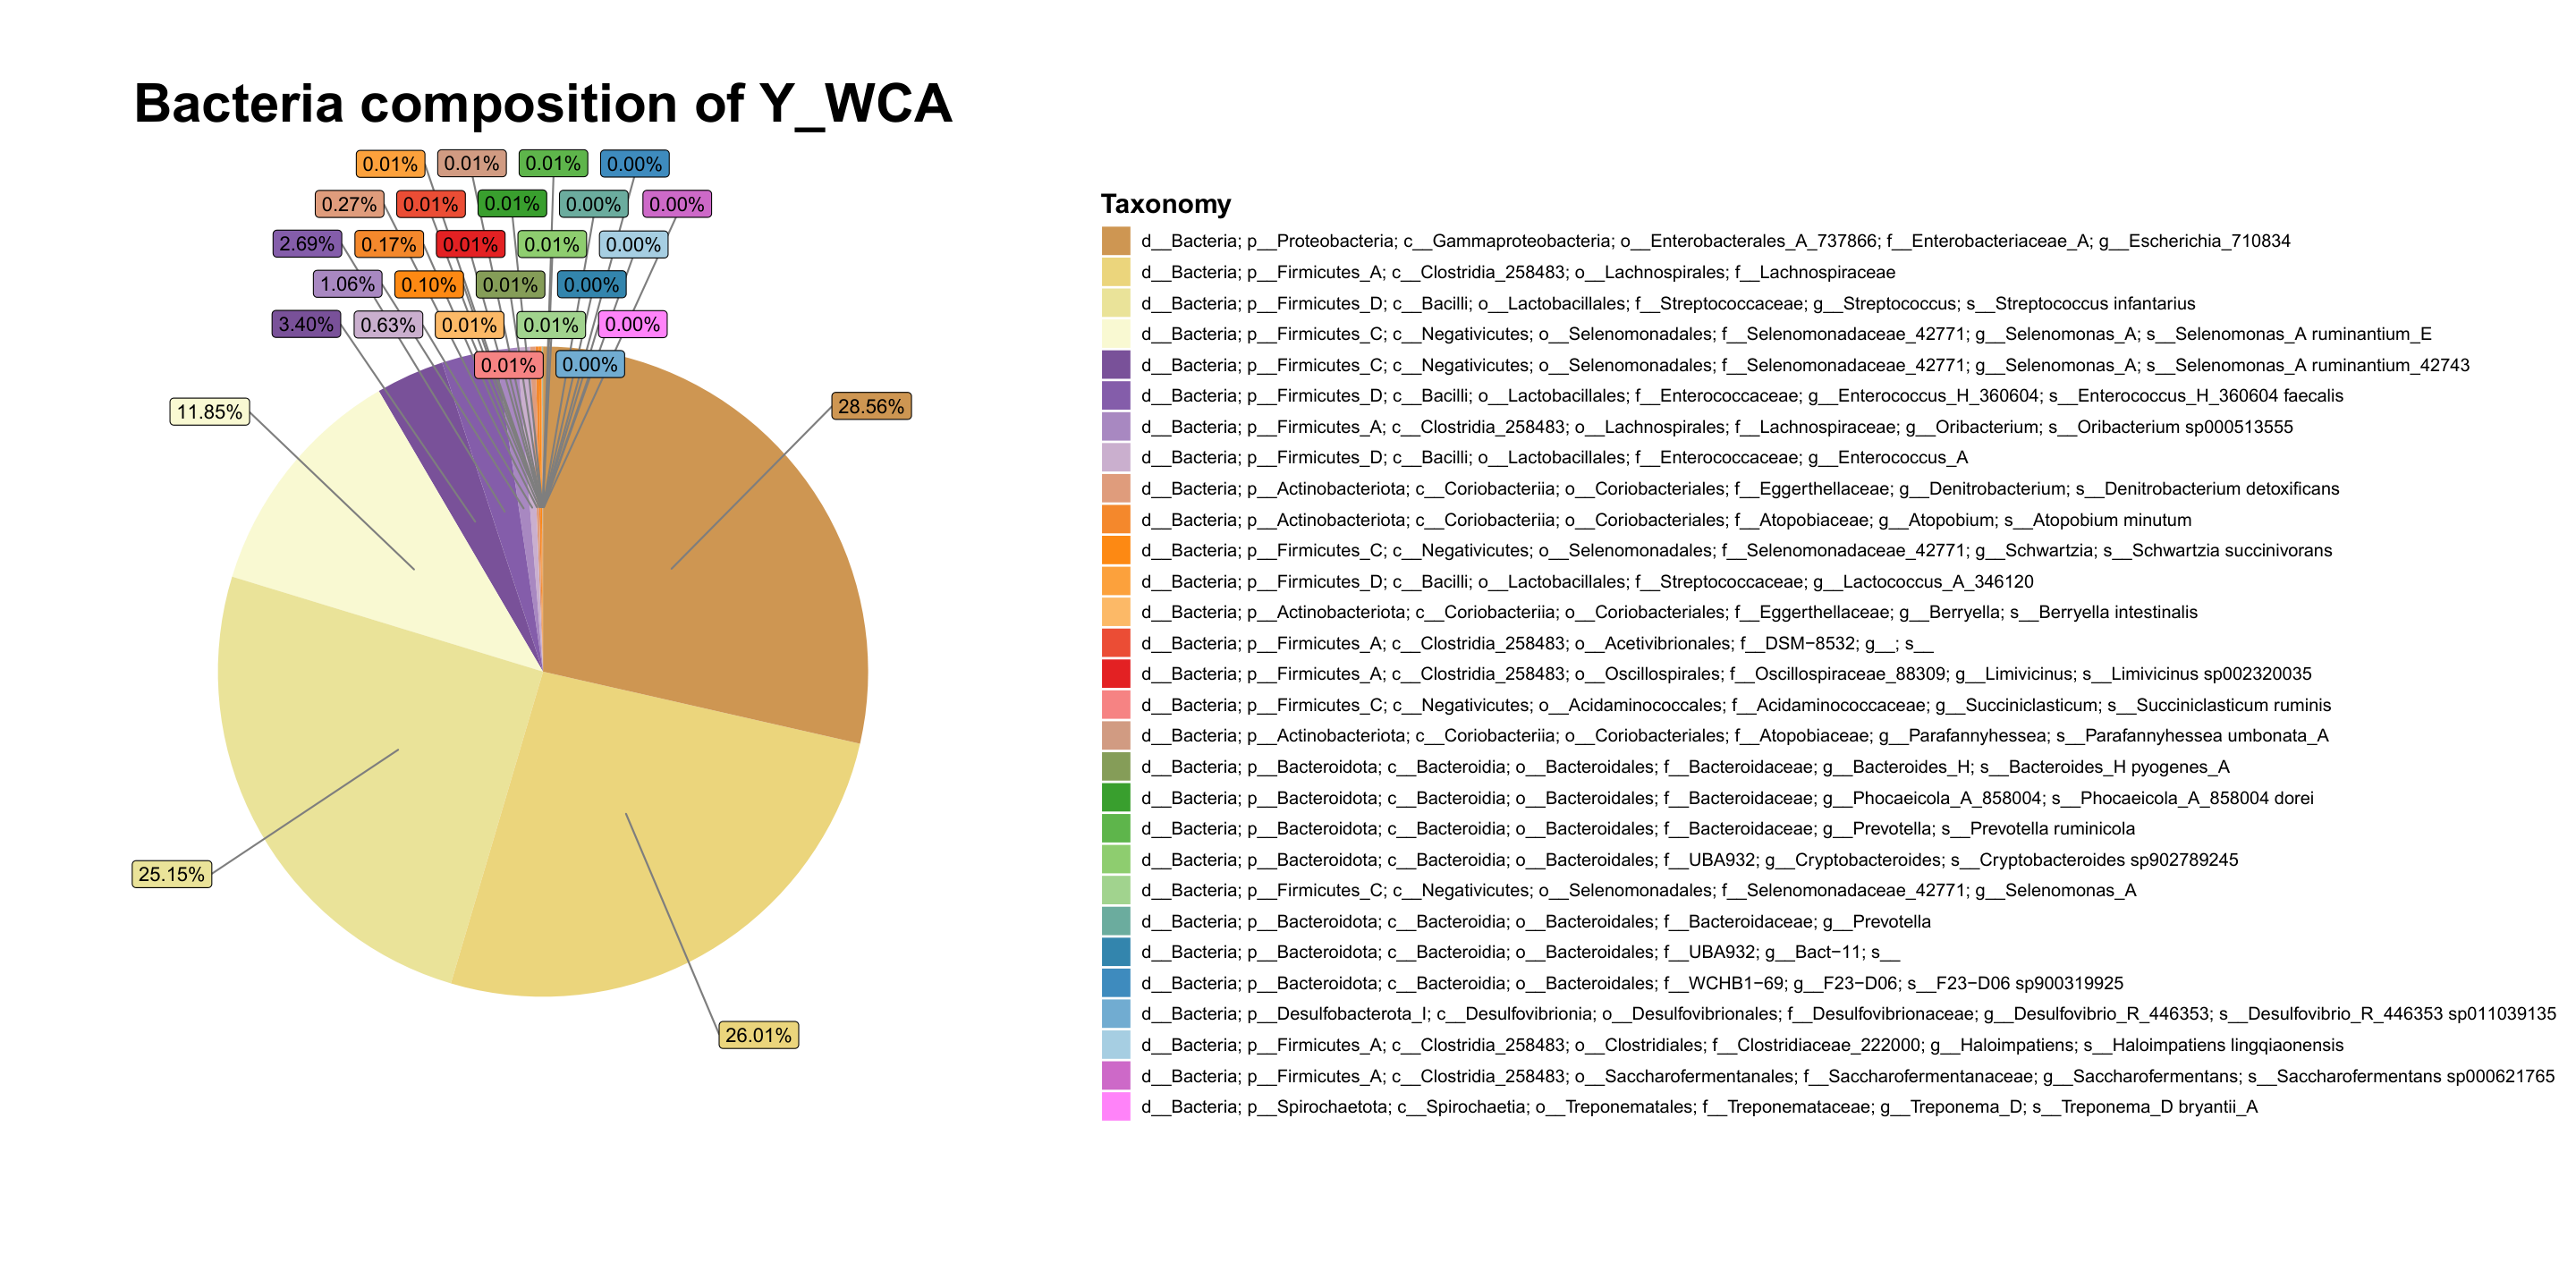 Bacteria composition of Y_WCA
0.01% 0.01% 0.01% 0.00%
0.27% 0.01% 0.01% 0.00% 0.00%
2.69% 0.17% 0.01% 0.01% 0.00%
1.06% 0.10% 0.01% 0.00%
3.40% 0.63% 0.01% 0.01% 0.00%
0.01% 0.00%
11.85%
28.56%
25.15%
26.01%
Taxonomy
d__Bacteria; p__Proteobacteria; c__Gammaproteobacteria; o__Enterobacterales_A_737866; f__Enterobacteriaceae_A; g__Escherichia_710834
d__Bacteria; p__Firmicutes_A; c__Clostridia_258483; o__Lachnospirales; f__Lachnospiraceae
d__Bacteria; p__Firmicutes_D; c__Bacilli; o__Lactobacillales; f__Streptococcaceae; g__Streptococcus; s__Streptococcus infantarius
d__Bacteria; p__Firmicutes_C; c__Negativicutes; o__Selenomonadales; f__Selenomonadaceae_42771; g__Selenomonas_A; s__Selenomonas_A ruminantium_E
d__Bacteria; p__Firmicutes_C; c__Negativicutes; o__Selenomonadales; f__Selenomonadaceae_42771; g__Selenomonas_A; s__Selenomonas_A ruminantium_42743
d__Bacteria; p__Firmicutes_D; c__Bacilli; o__Lactobacillales; f__Enterococcaceae; g__Enterococcus_H_360604; s__Enterococcus_H_360604 faecalis
d__Bacteria; p__Firmicutes_A; c__Clostridia_258483; o__Lachnospirales; f__Lachnospiraceae; g__Oribacterium; s__Oribacterium sp000513555
d__Bacteria; p__Firmicutes_D; c__Bacilli; o__Lactobacillales; f__Enterococcaceae; g__Enterococcus_A
d__Bacteria; p__Actinobacteriota; c__Coriobacteriia; o__Coriobacteriales; f__Eggerthellaceae; g__Denitrobacterium; s__Denitrobacterium detoxificans
d__Bacteria; p__Actinobacteriota; c__Coriobacteriia; o__Coriobacteriales; f__Atopobiaceae; g__Atopobium; s__Atopobium minutum
d__Bacteria; p__Firmicutes_C; c__Negativicutes; o__Selenomonadales; f__Selenomonadaceae_42771; g__Schwartzia; s__Schwartzia succinivorans
d__Bacteria; p__Firmicutes_D; c__Bacilli; o__Lactobacillales; f__Streptococcaceae; g__Lactococcus_A_346120
d__Bacteria; p__Actinobacteriota; c__Coriobacteriia; o__Coriobacteriales; f__Eggerthellaceae; g__Berryella; s__Berryella intestinalis
d__Bacteria; p__Firmicutes_A; c__Clostridia_258483; o__Acetivibrionales; f__DSM−8532; g__; s__
d__Bacteria; p__Firmicutes_A; c__Clostridia_258483; o__Oscillospirales; f__Oscillospiraceae_88309; g__Limivicinus; s__Limivicinus sp002320035
d__Bacteria; p__Firmicutes_C; c__Negativicutes; o__Acidaminococcales; f__Acidaminococcaceae; g__Succiniclasticum; s__Succiniclasticum ruminis
d__Bacteria; p__Actinobacteriota; c__Coriobacteriia; o__Coriobacteriales; f__Atopobiaceae; g__Parafannyhessea; s__Parafannyhessea umbonata_A
d__Bacteria; p__Bacteroidota; c__Bacteroidia; o__Bacteroidales; f__Bacteroidaceae; g__Bacteroides_H; s__Bacteroides_H pyogenes_A
d__Bacteria; p__Bacteroidota; c__Bacteroidia; o__Bacteroidales; f__Bacteroidaceae; g__Phocaeicola_A_858004; s__Phocaeicola_A_858004 dorei
d__Bacteria; p__Bacteroidota; c__Bacteroidia; o__Bacteroidales; f__Bacteroidaceae; g__Prevotella; s__Prevotella ruminicola
d__Bacteria; p__Bacteroidota; c__Bacteroidia; o__Bacteroidales; f__UBA932; g__Cryptobacteroides; s__Cryptobacteroides sp902789245
d__Bacteria; p__Firmicutes_C; c__Negativicutes; o__Selenomonadales; f__Selenomonadaceae_42771; g__Selenomonas_A
d__Bacteria; p__Bacteroidota; c__Bacteroidia; o__Bacteroidales; f__Bacteroidaceae; g__Prevotella
d__Bacteria; p__Bacteroidota; c__Bacteroidia; o__Bacteroidales; f__UBA932; g__Bact−11; s__
d__Bacteria; p__Bacteroidota; c__Bacteroidia; o__Bacteroidales; f__WCHB1−69; g__F23−D06; s__F23−D06 sp900319925
d__Bacteria; p__Desulfobacterota_I; c__Desulfovibrionia; o__Desulfovibrionales; f__Desulfovibrionaceae; g__Desulfovibrio_R_446353; s__Desulfovibrio_R_446353 sp011039135
d__Bacteria; p__Firmicutes_A; c__Clostridia_258483; o__Clostridiales; f__Clostridiaceae_222000; g__Haloimpatiens; s__Haloimpatiens lingqiaonensis
d__Bacteria; p__Firmicutes_A; c__Clostridia_258483; o__Saccharofermentanales; f__Saccharofermentanaceae; g__Saccharofermentans; s__Saccharofermentans sp000621765
d__Bacteria; p__Spirochaetota; c__Spirochaetia; o__Treponematales; f__Treponemataceae; g__Treponema_D; s__Treponema_D bryantii_A